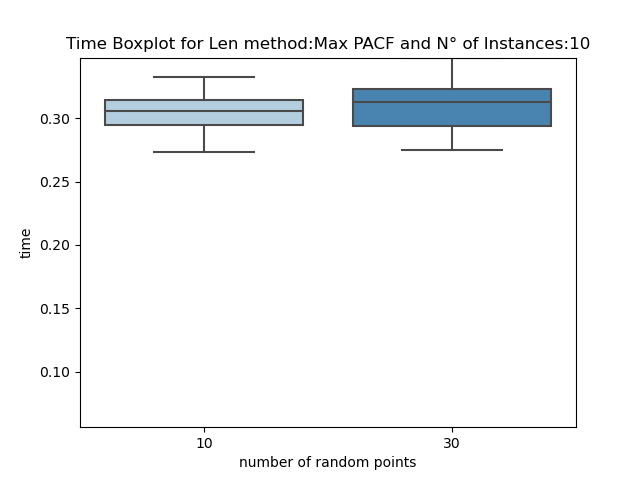 Time Boxplot for Len method:Max PACF and N° of Instances:10
0.30
0.25
0.20
0.15
0.10
time
10 30
number of random points